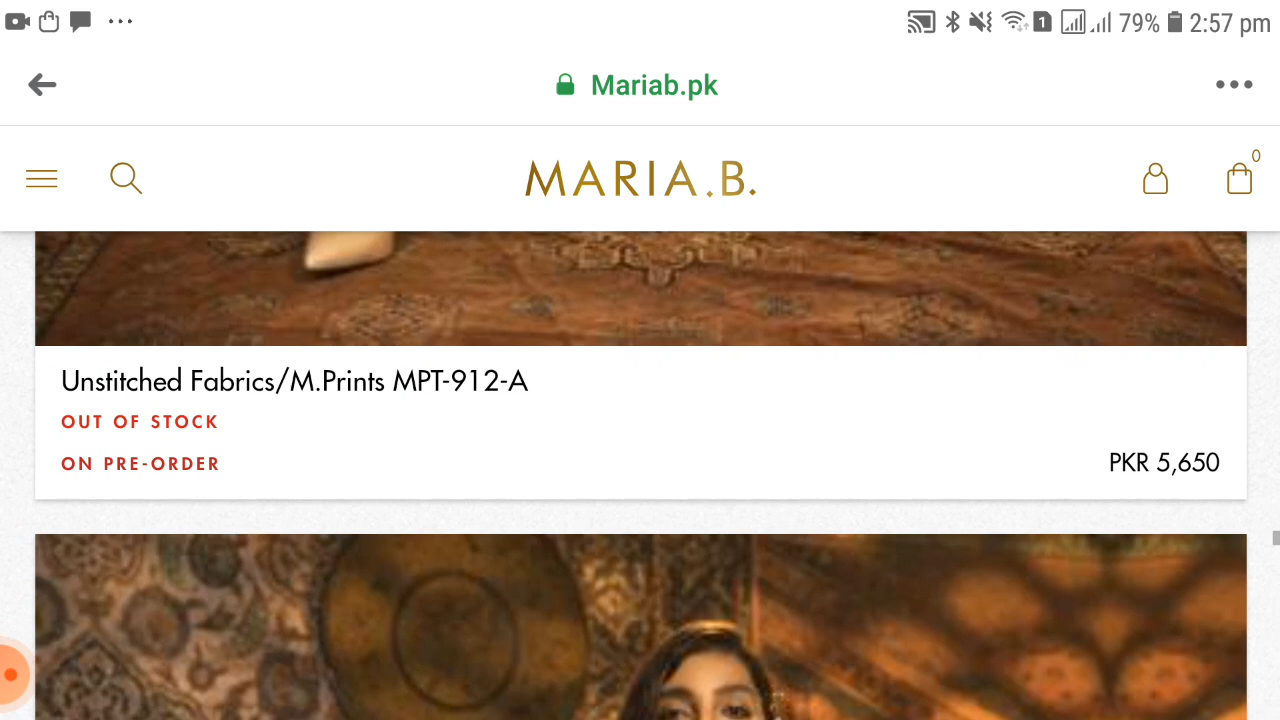 79% 2:57 pm
Mariab.pk
MARIA.B.
0
Unstitched Fabrics/M.Prints MPT-912-A
OUT OF STOCK
ON PRE-ORDER
PKR 5,650